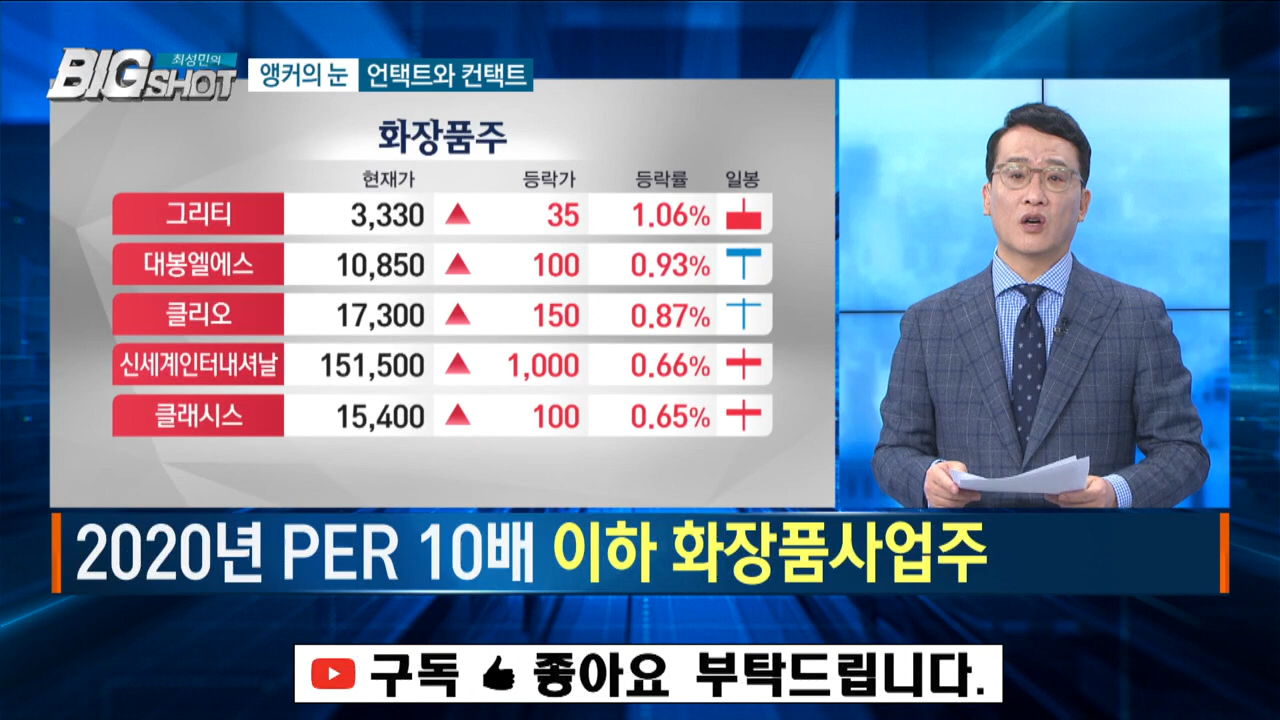 BIG SHOT 최성민의
앵커의 눈 언택트와 컨택트
화장품주
현재가 등락가 등락률 일봉
그리티 3,330 ▲ 35 1.06%
대봉엘에스 10,850 ▲ 100 0.93%
클리오 17,300 ▲ 150 0.87%
신세계인터내셔날 151,500 ▲ 1,000 0.66%
클래시스 15,400 ▲ 100 0.65%
2020년 PER 10배 이하 화장품사업주
구독 좋아요 부탁드립니다.